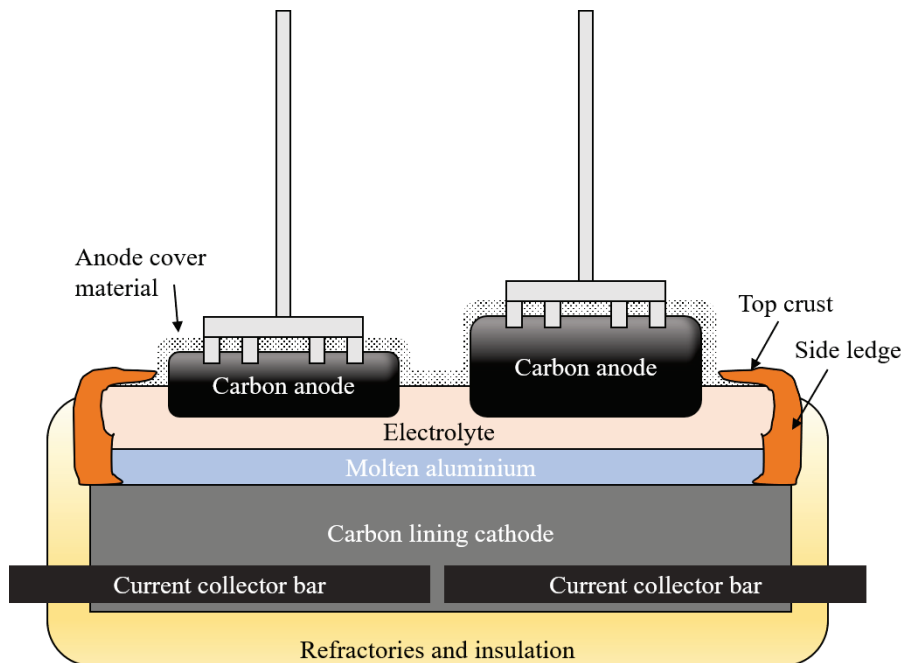 Anode cover
material
Top crust
Side ledge
Carbon anode
Carbon anode
Electrolyte
Molten aluminium
Carbon lining cathode
Current collector bar
Current collector bar
Refractories and insulation